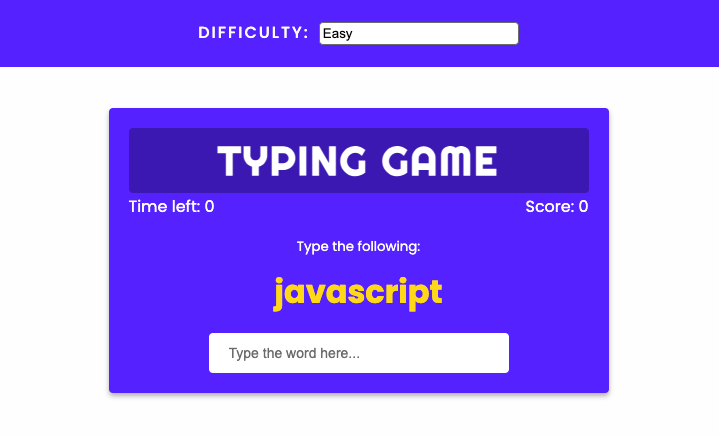 DIFFICULTY: Easy
TYPING GAME
Time left: 0 Score: 0
Type the following:
javascript
Type the word here...